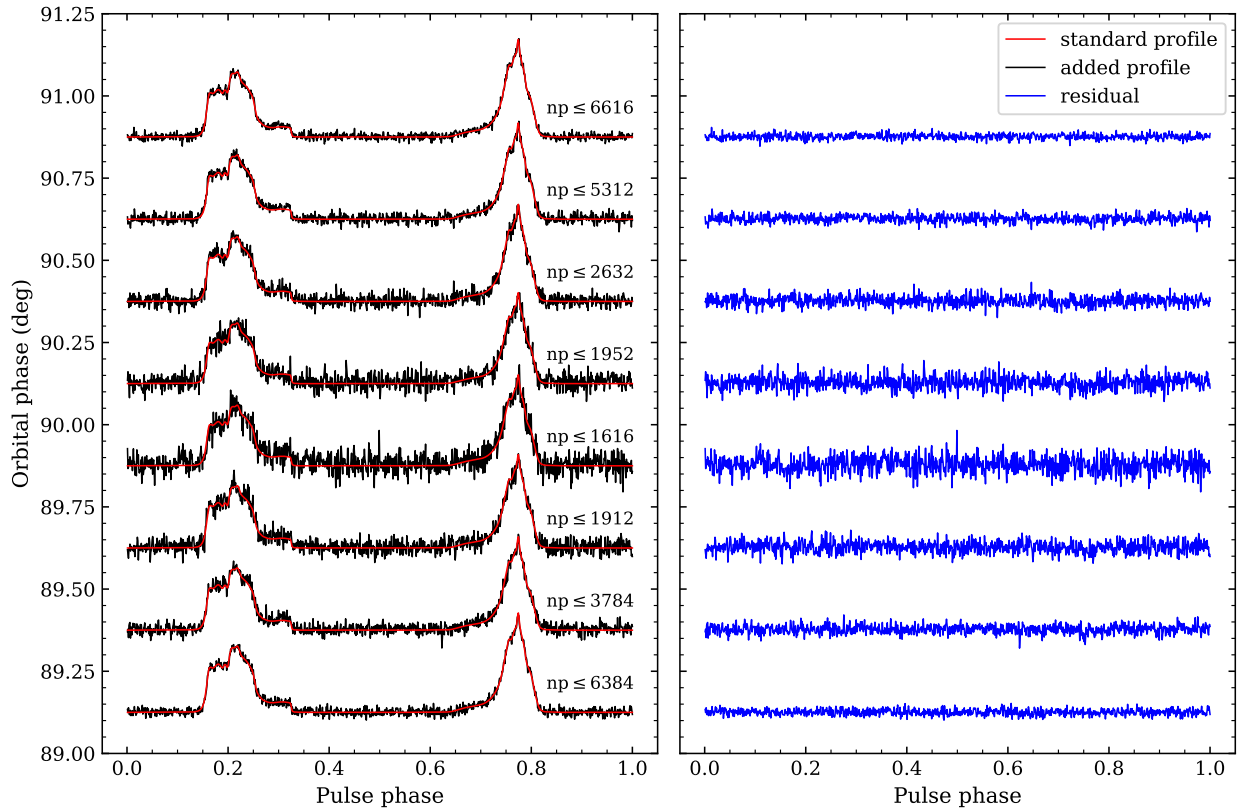 Orbital phase (deg)
91.25
91.00
90.75
90.50
90.25
90.00
89.75
89.50
89.25
89.00
np ≤ 6616
np ≤ 5312
np ≤ 2632
np ≤ 1952
np ≤ 1616
np ≤ 1912
np ≤ 3784
np ≤ 6384
0.0 0.2 0.4 0.6 0.8 1.0
Pulse phase
standard profile
added profile
residual
0.0 0.2 0.4 0.6 0.8 1.0
Pulse phase